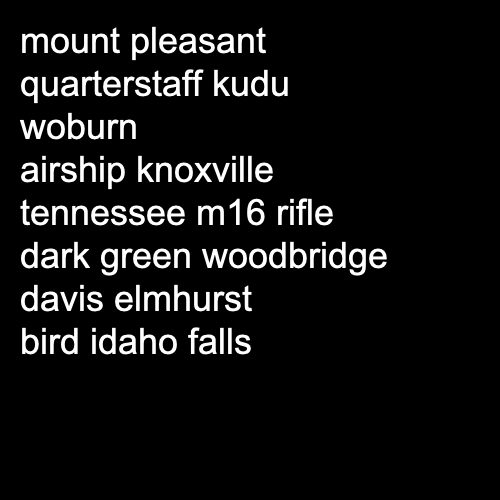 mount pleasant
quarterstaff kudu
woburn
airship knoxville
tennessee m16 rifle
dark green woodbridge
davis elmhurst
bird idaho falls